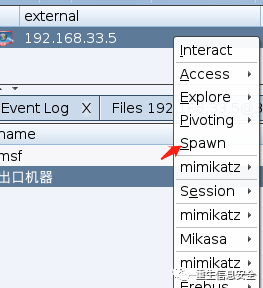 external
192.168.33.5
Interact
Access
Explore
Pivoting
Spawn
mimikatz
Session
mimikatz
Mikasa
mimikatz
Erebus
Event Log X
Files 192
name
msf
出口机器
重生信息安全